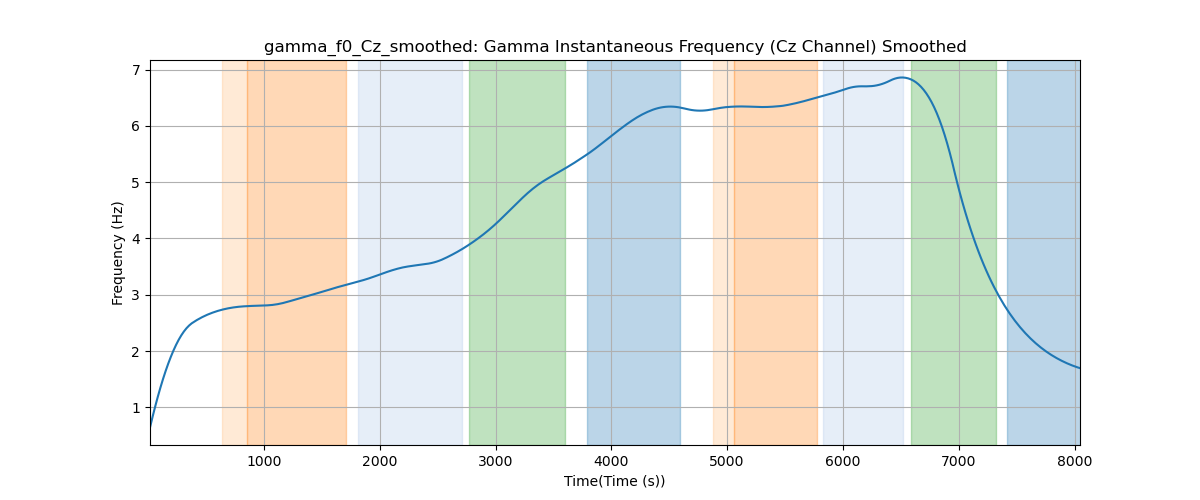 gamma_f0_Cz_smoothed: Gamma Instantaneous Frequency (Cz Channel) Smoothed
7
6
5
4
3
2
1
Frequency (Hz)
1000 2000 3000 4000 5000 6000 7000 8000
Time(Time (s))